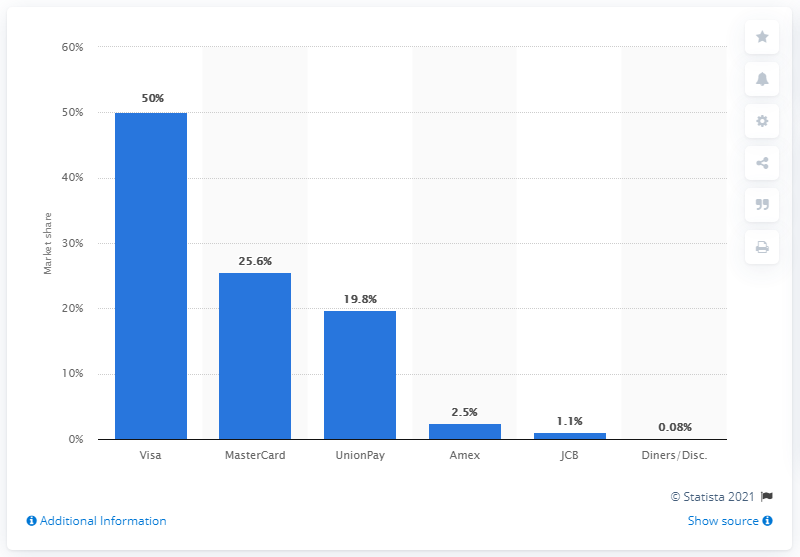 60%
50%
40%
30%
20%
10%
0%
Market share
50%
25.6%
19.8%
2.5%
1.1%
0.08%
Visa
MasterCard
UnionPay
Amex
JCB
Diners/Disc.
© Statista 2021
Additional Information
Show source